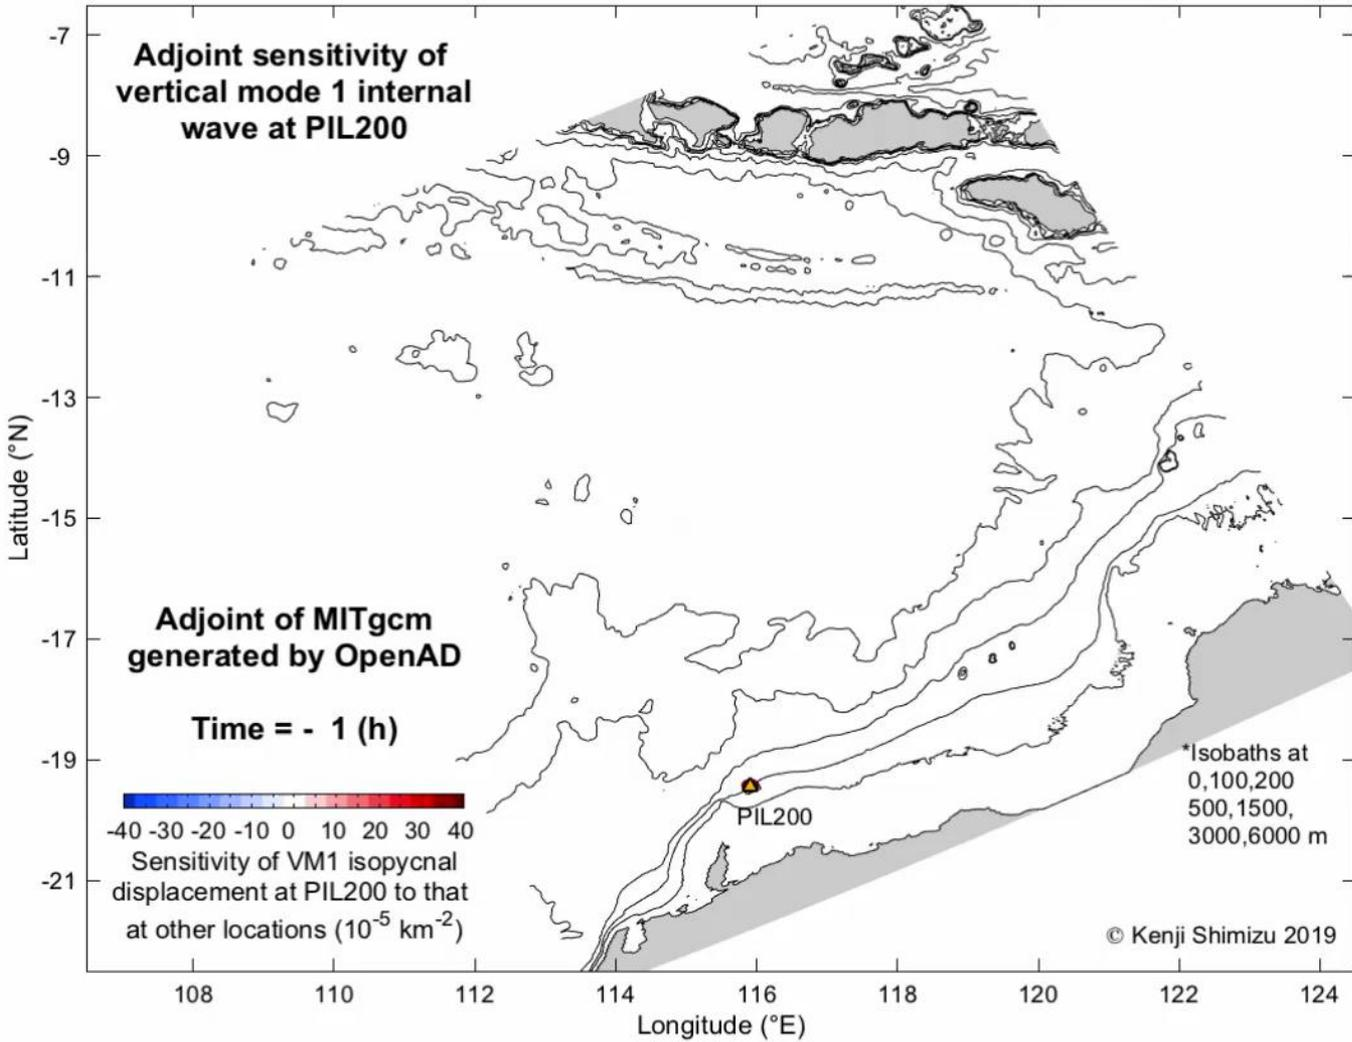 Adjoint sensitivity of
vertical mode 1 internal
wave at PIL200
-7
-9
-11
-13
-15
-17
-19
-21
Latitude (°N)
Adjoint of MITgcm
generated by OpenAD
Time = - 1 (h)
-40 -30 -20 -10 0 10 20 30 40
Sensitivity of VM1 isopycnal
displacement at PIL200 to that
at other locations (10⁻⁵ km⁻²)
PIL200
*Isobaths at
0,100,200
500,1500,
3000,6000 m
© Kenji Shimizu 2019
108 110 112 114 116 118 120 122 124
Longitude (°E)